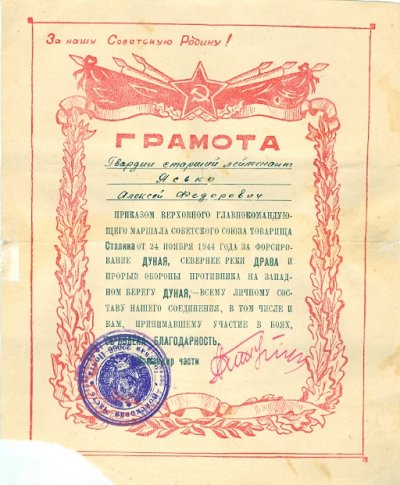 За нашу Советскую Родину!
ГРАМОТА
Гвардии старший лейтенант
Ясько
Алексей Федорович
ПРИКАЗОМ ВЕРХОВНОГО ГЛАВНОКОМАНДУЮ-
ЩЕГО МАРШАЛА СОВЕТСКОГО СОЮЗА ТОВАРИЩА
Сталина ОТ 24 НОЯБРЯ 1944 ГОДА ЗА ФОРСИРО-
ВАНИЕ ДУНАЯ, СЕВЕРНЕЕ РЕКИ ДРАВА И
ПРОРЫВ ОБОРОНЫ ПРОТИВНИКА НА ЗАПАД-
НОМ БЕРЕГУ ДУНАЯ,—ВСЕМУ ЛИЧНОМУ СОС-
ТАВУ НАШЕГО СОЕДИНЕНИЯ, В ТОМ ЧИСЛЕ И
ВАМ, ПРИНИМАВШЕМУ УЧАСТИЕ В БОЯХ,
БЛАГОДАРНОСТЬ.
Командир части